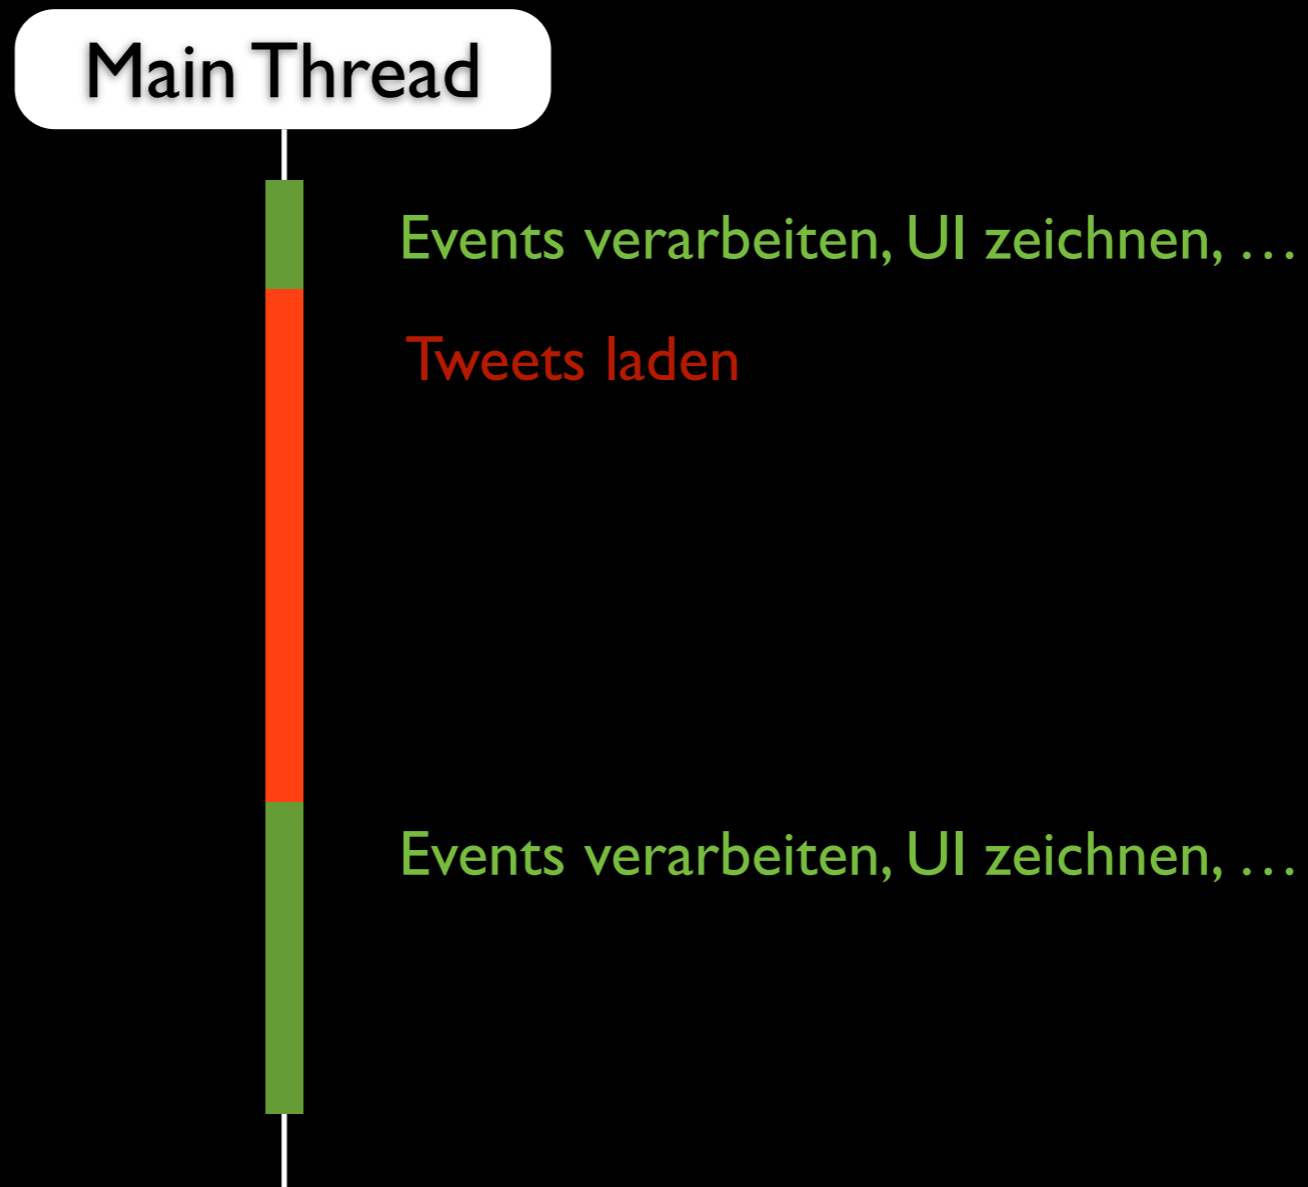 Main Thread
Events verarbeiten, UI zeichnen, …
Tweets laden
Events verarbeiten, UI zeichnen, …